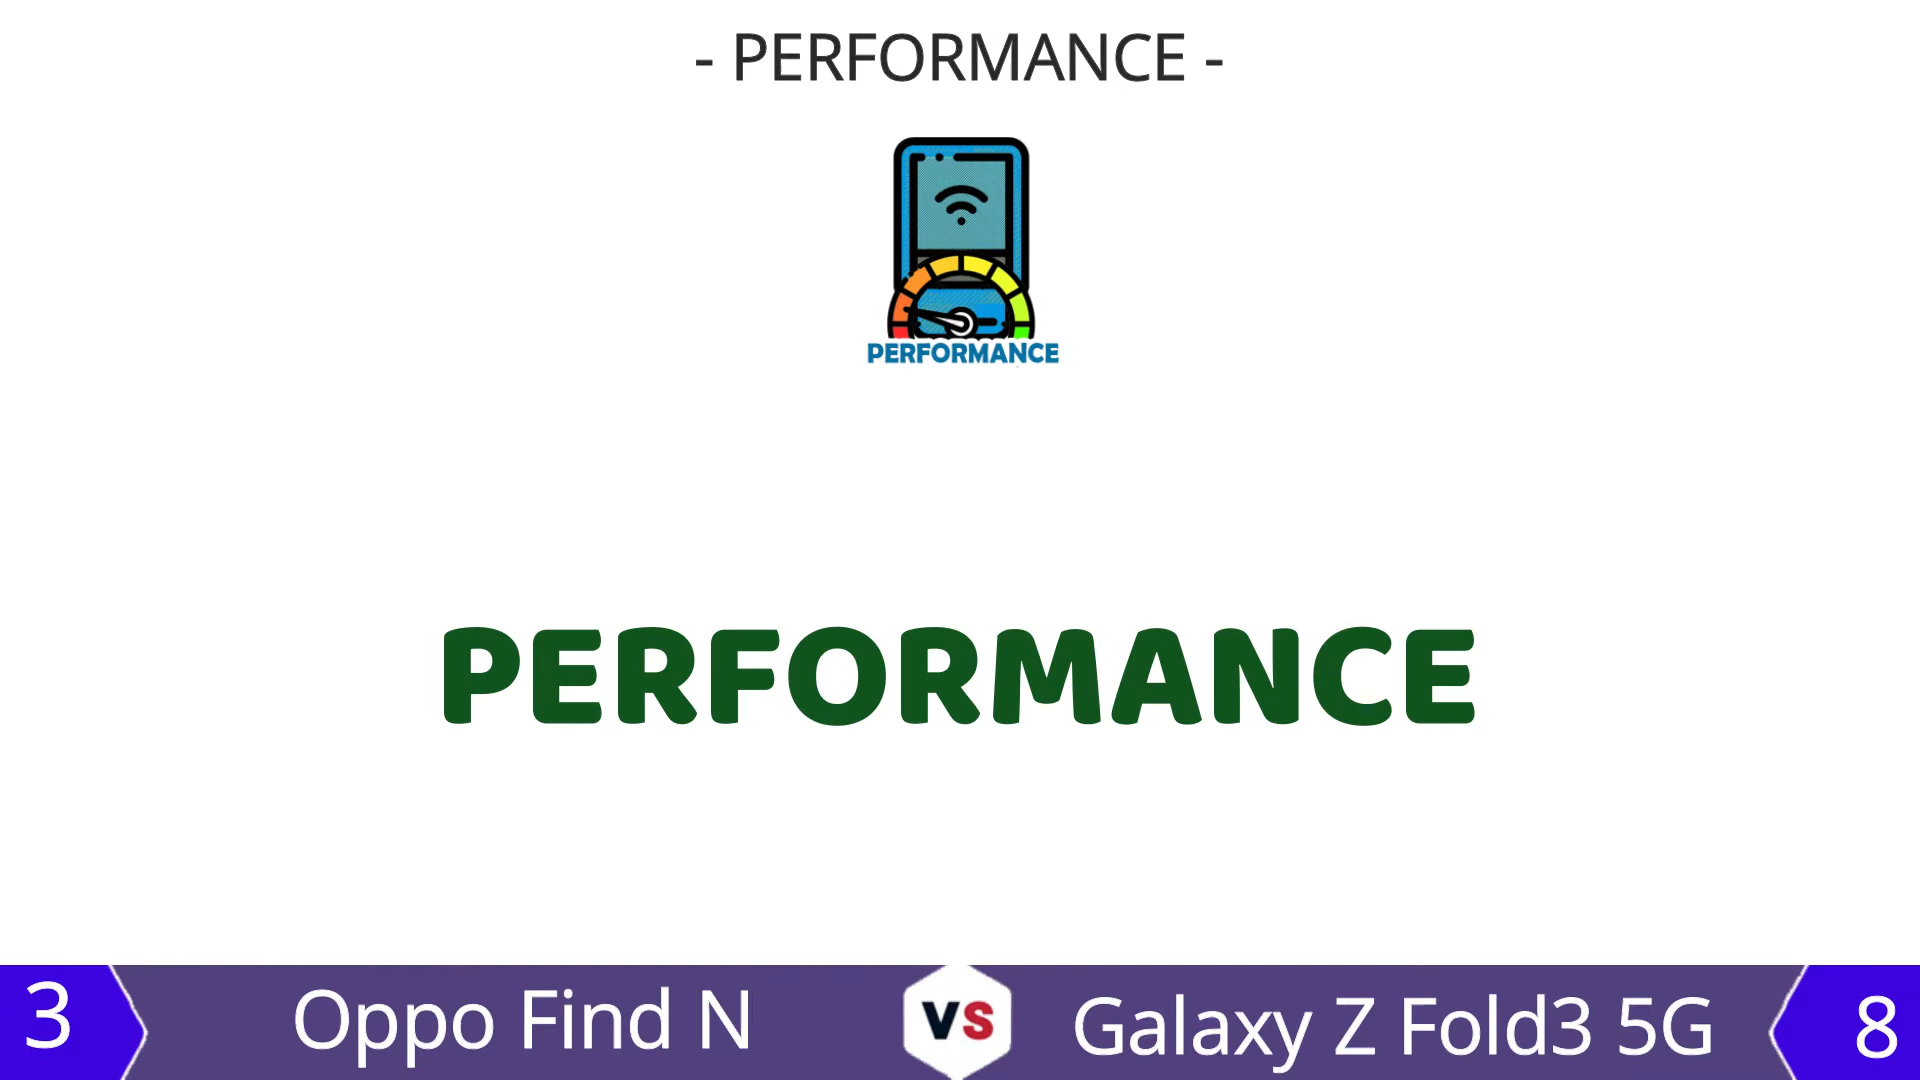 - PERFORMANCE -
PERFORMANCE
PERFORMANCE
3 Oppo Find N VS Galaxy Z Fold3 5G 8